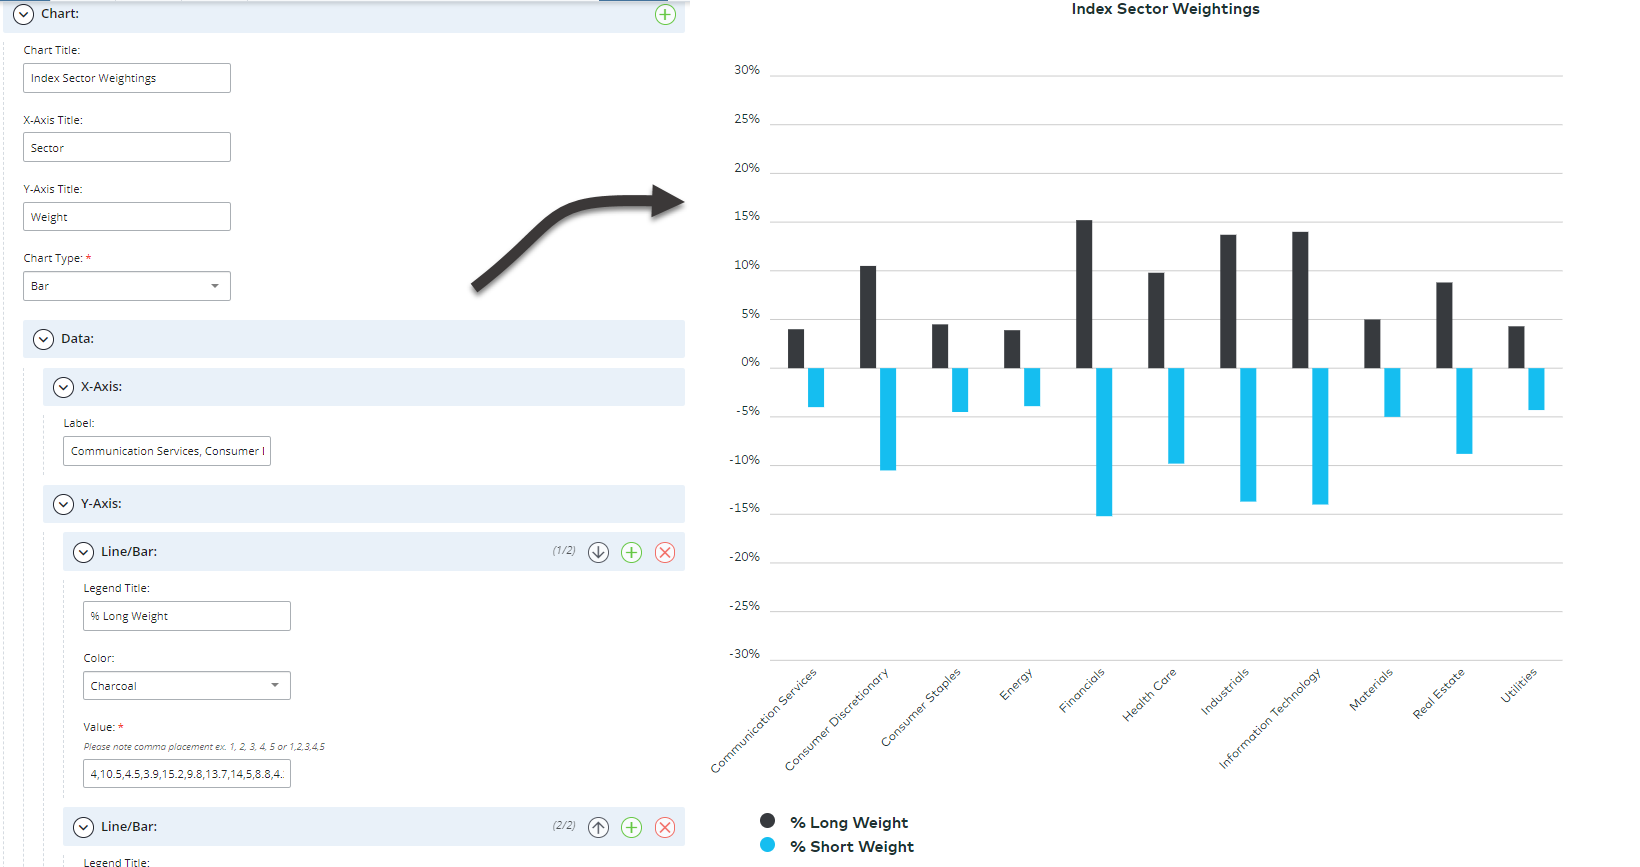 Chart:
Chart Title:
Index Sector Weightings
X-Axis Title:
Sector
Y-Axis Title:
Weight
Chart Type: *
Bar
Data:
X-Axis:
Label:
Communication Services, Consumer
Y-Axis:
Line/Bar:
(1/2)
Legend Title:
% Long Weight
Color:
Charcoal
Value: *
Please note comma placement ex. 1, 2, 3, 4, 5 or 1,2,3,4,5
4,10.5,4.5,3.9,15.2,9.8,13.7,14,5,8.8,4.
Line/Bar:
(2/2)
Legend Title:
Index Sector Weightings
30%
25%
20%
15%
10%
5%
0%
-5%
-10%
-15%
-20%
-25%
-30%
Communication Services
Consumer Discretionary
Consumer Staples
Energy
Financials
Health Care
Industrials
Information Technology
Materials
Real Estate
Utilities
% Long Weight
% Short Weight